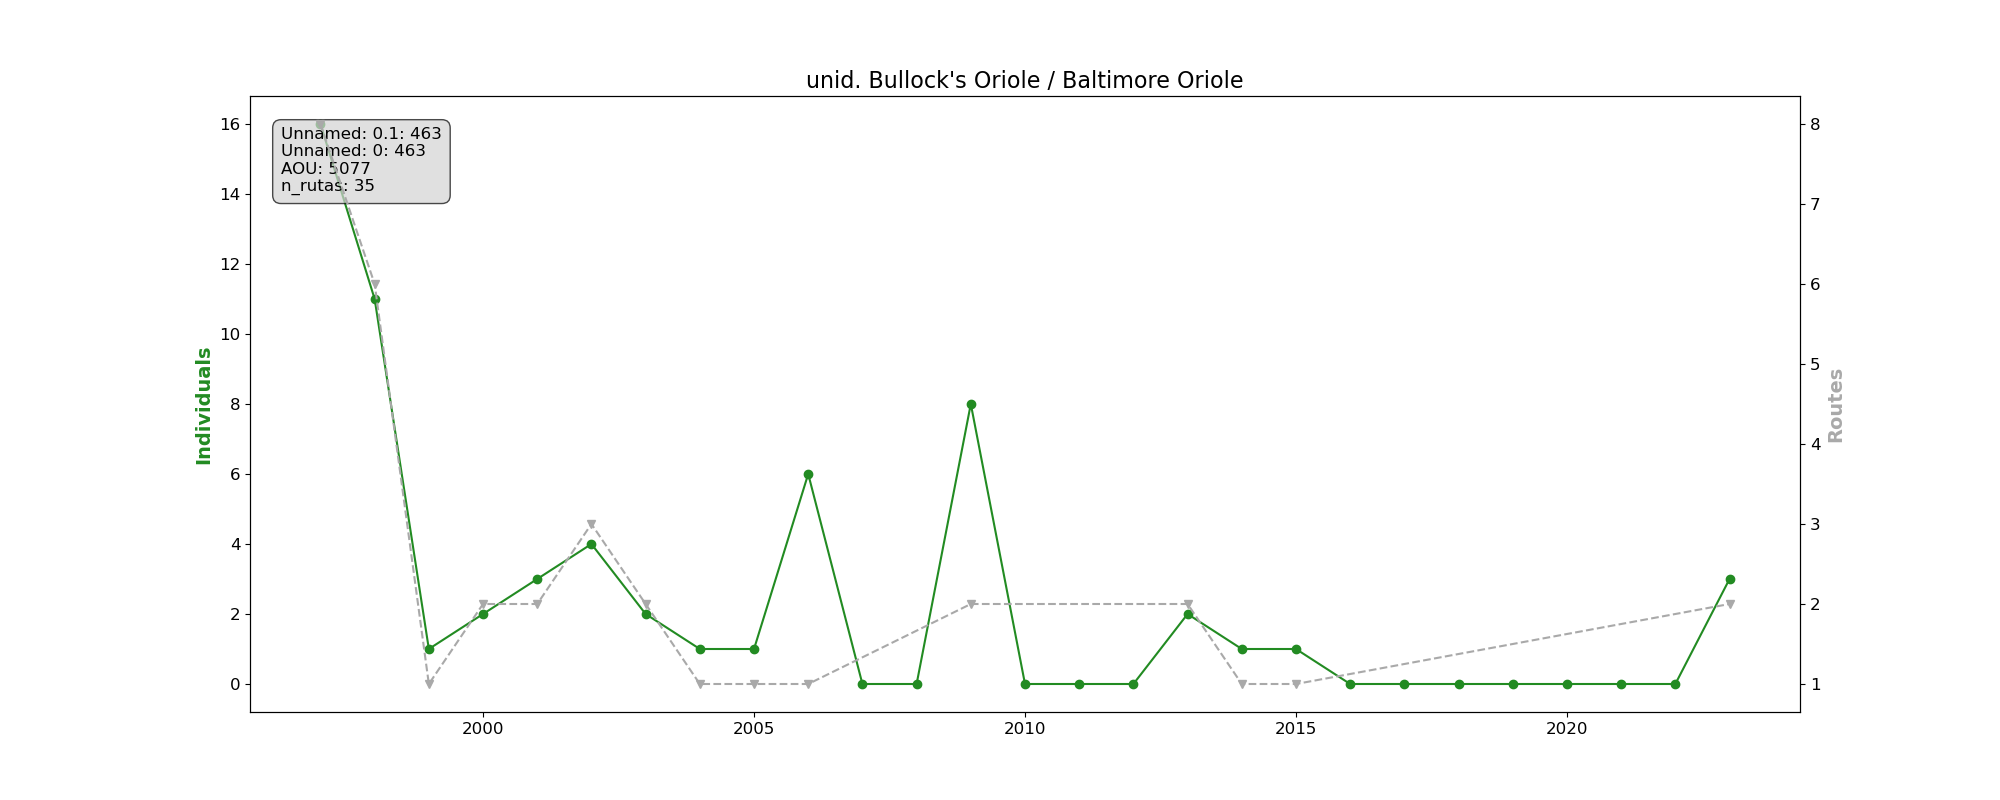 unid. Bullock's Oriole / Baltimore Oriole
Unnamed: 0.1: 463
Unnamed: 0: 463
AOU: 5077
n_rutas: 35
Individuals
16
14
12
10
8
6
4
2
0
8
7
6
5
4
3
2
1
Routes
2000 2005 2010 2015 2020